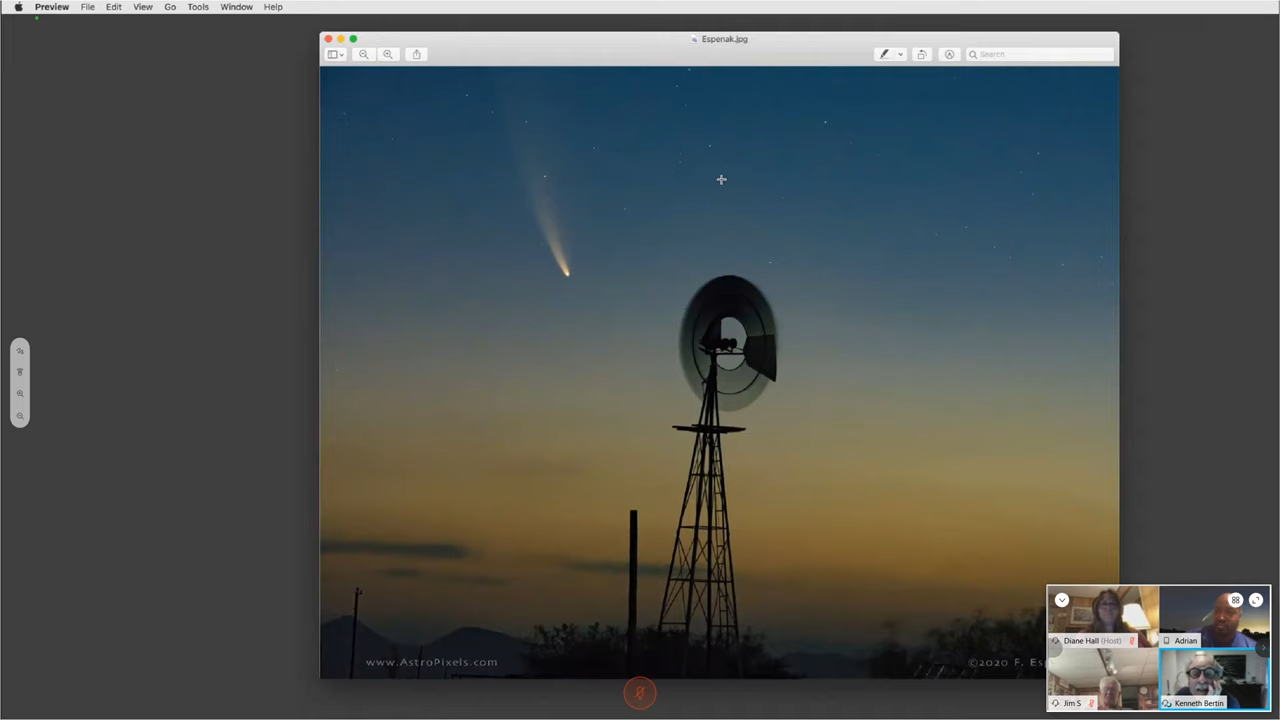 Preview File Edit View Go Tools Window Help
Espenak.jpg
Search
Diane Hall (Host)
Adrian
Jim S
Kenneth Bertin
www.AstroPixels.com
©2020 F. Esp